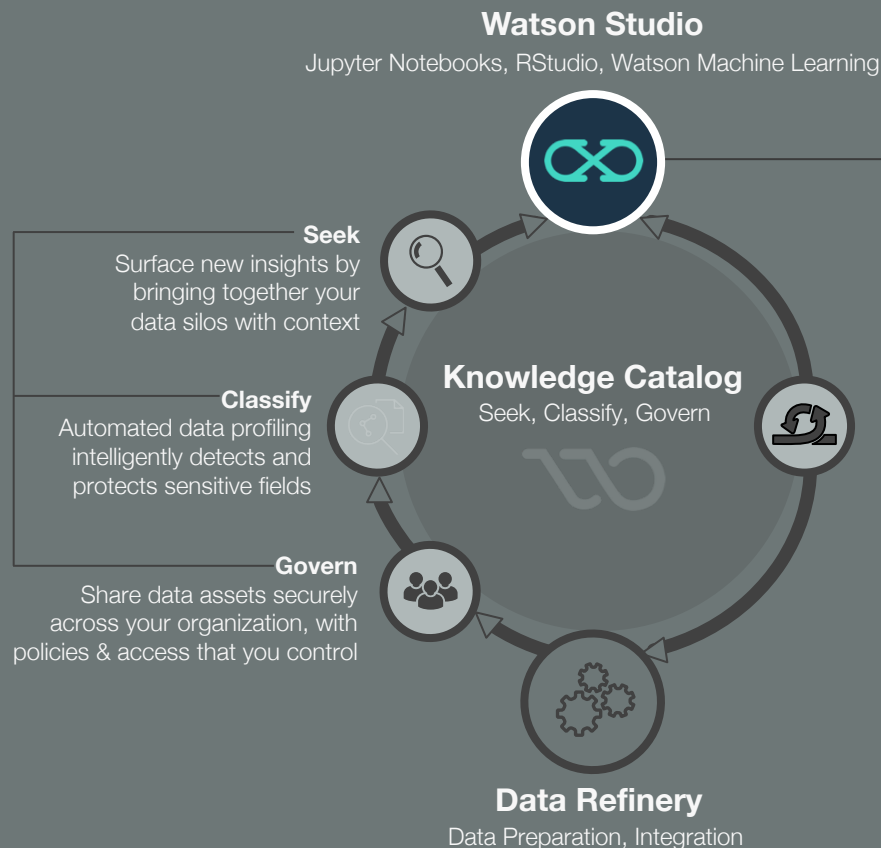 Watson Studio
Jupyter Notebooks, RStudio, Watson Machine Learning
Seek
Surface new insights by
bringing together your
data silos with context
Classify
Automated data profiling
intelligently detects and
protects sensitive fields
Govern
Share data assets securely
across your organization, with
policies & access that you control
Knowledge Catalog
Seek, Classify, Govern
Data Refinery
Data Preparation, Integration